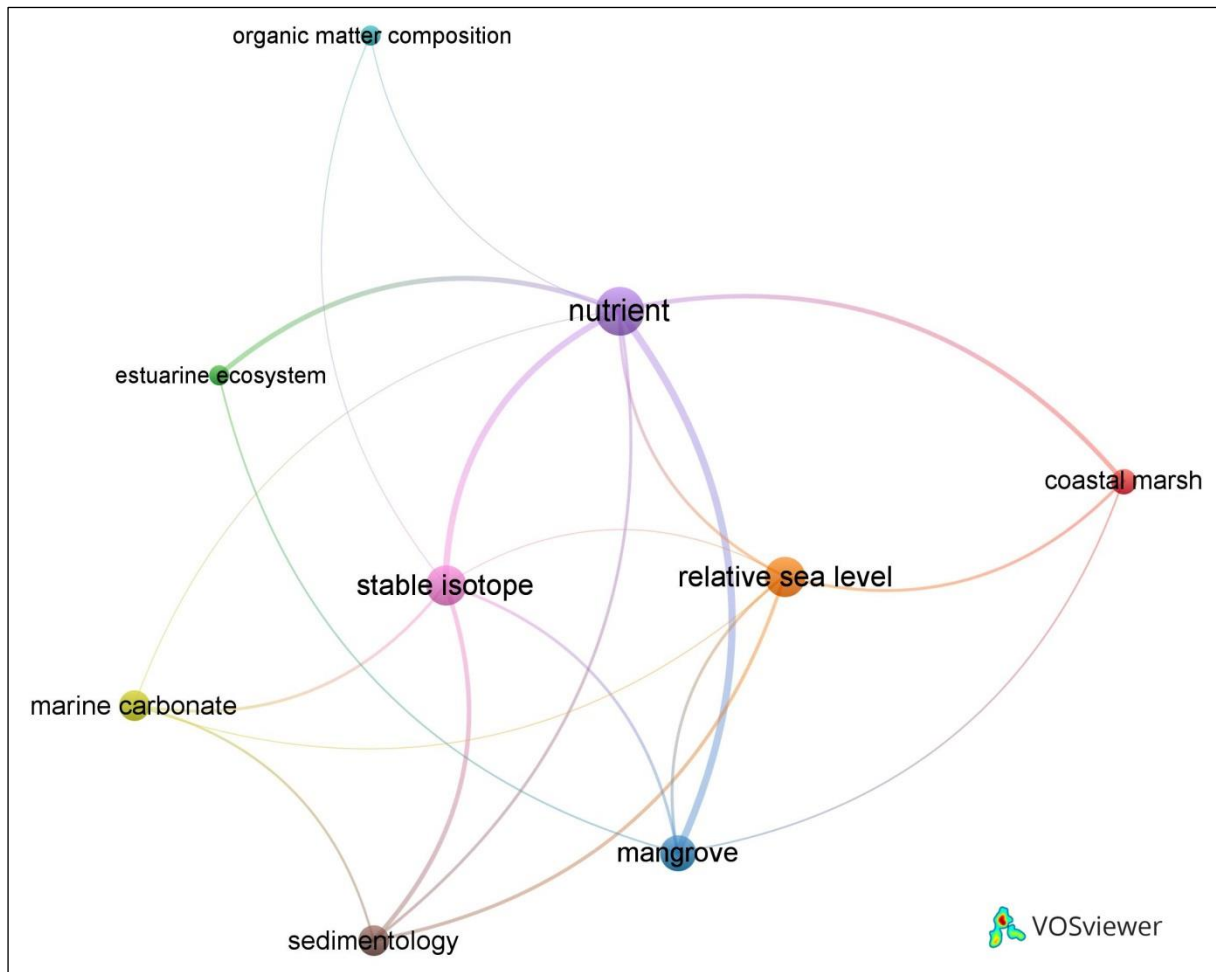 organic matter composition
nutrient
estuarine ecosystem
coastal marsh
stable isotope
relative sea level
marine carbonate
mangrove
sedimentology
VOSviewer